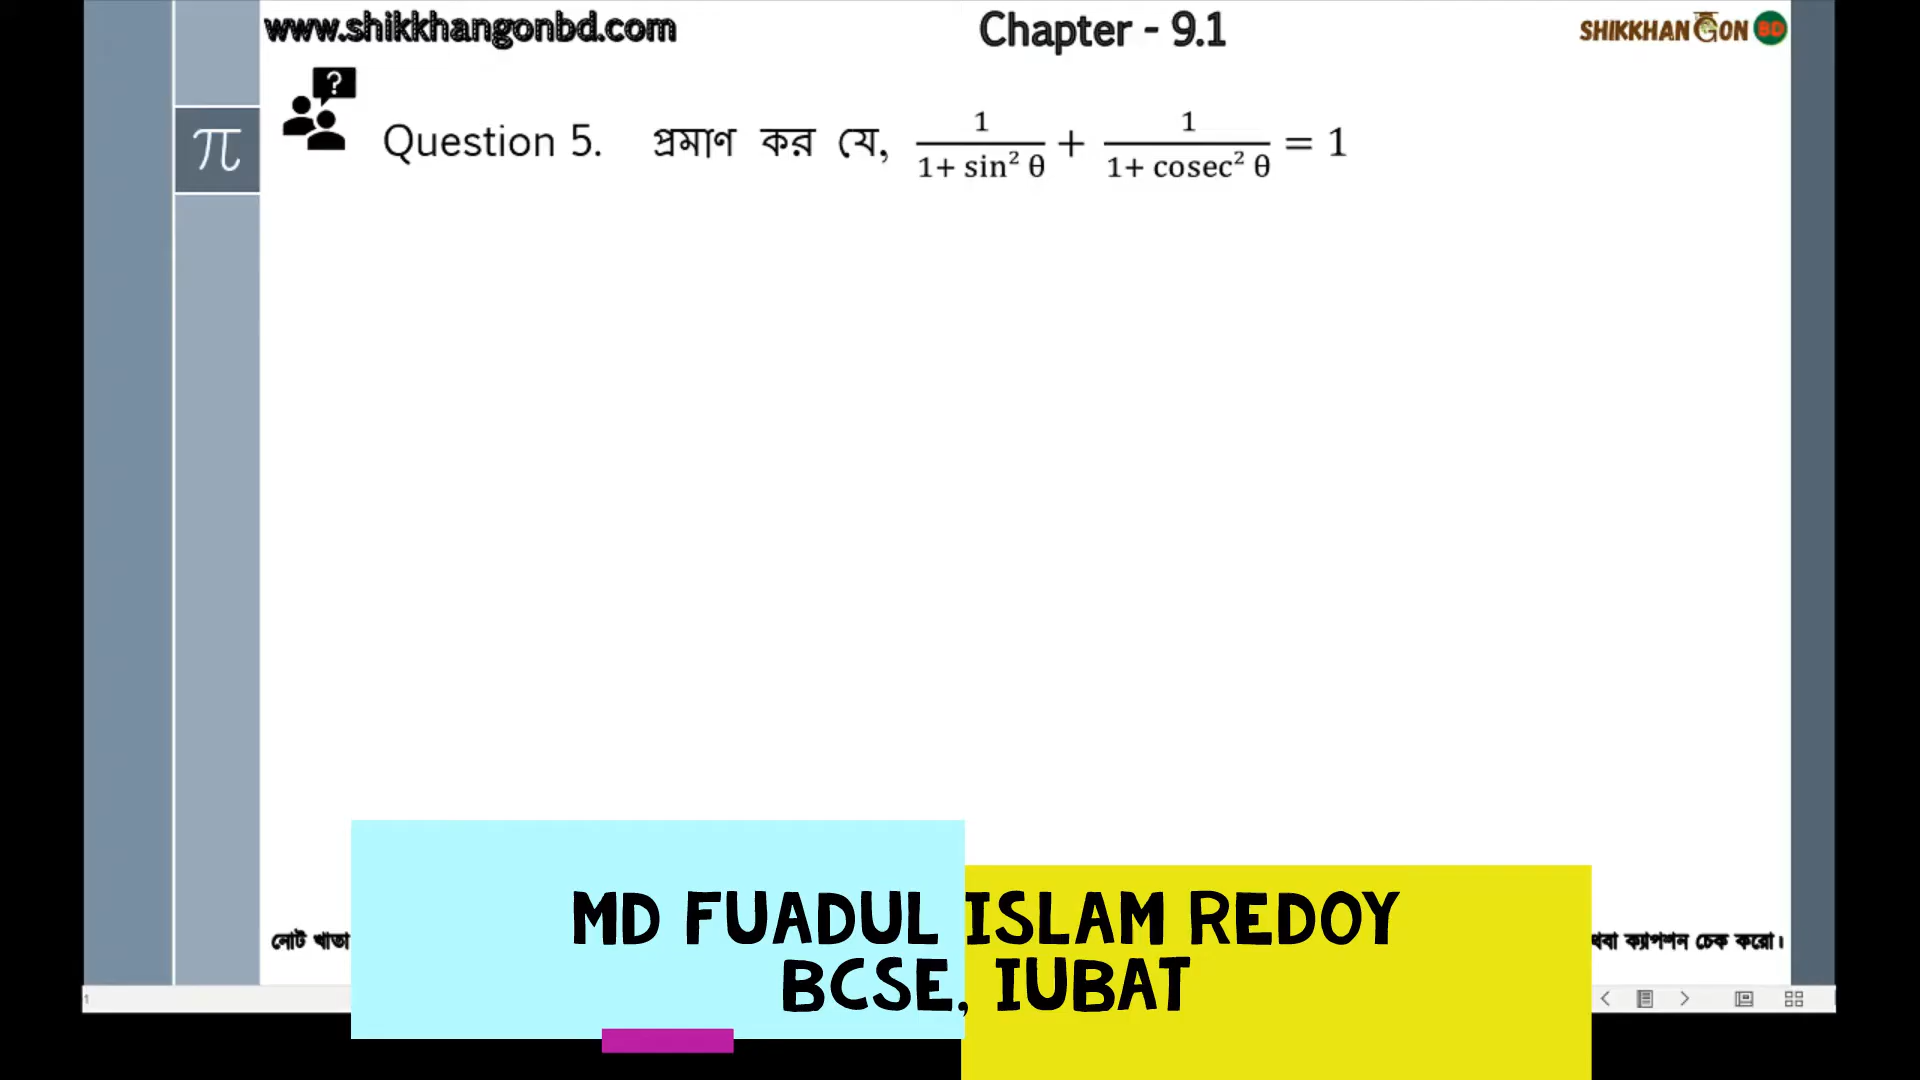 www.shikkhangonbd.com
Chapter - 9.1
SHIKKHANGON BD
?
π
Question 5. প্রমাণ কর যে, 1/(1+ sin² θ) + 1/(1+ cosec² θ) = 1
MD FUADUL ISLAM REDOY
BCSE, IUBAT
নোট খাতা
ক্যাপশন চেক করো।
1